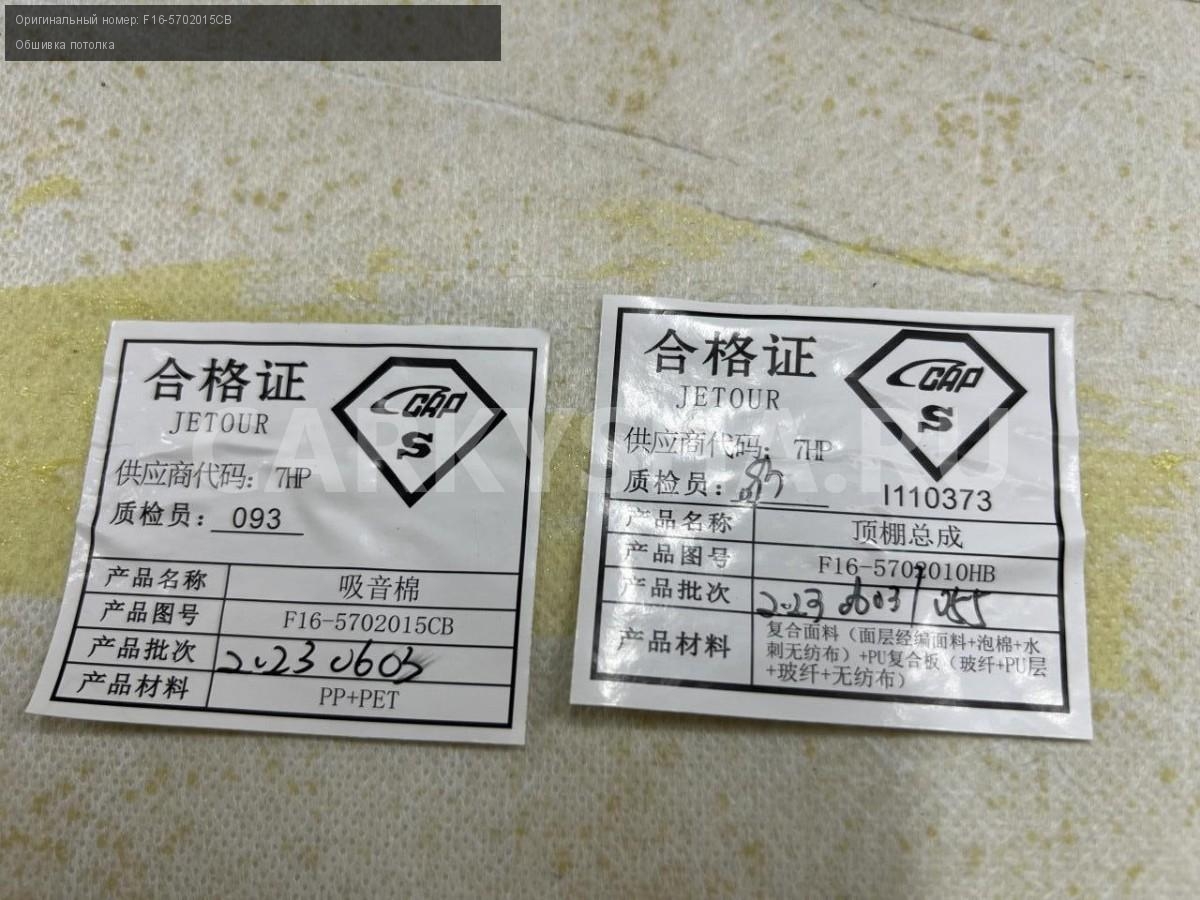 Оригинальный номер: F16-5702015CB
Обшивка потолка
合格证
JETOUR
CCAP
S
供应商代码: 7HP
质检员: 093
产品名称 吸音棉
产品图号 F16-5702015CB
产品批次 20230603
产品材料 PP+PET
合格证
JETOUR
CCAP
S
供应商代码: 7HP
质检员:
I110373
产品名称 顶棚总成
产品图号 F16-5702010HB
产品批次 20230603/055
产品材料 复合面料（面层经编面料+泡棉+水
刺无纺布）+PU复合板（玻纤+PU层
+玻纤+无纺布）
CARKYSTA.RU